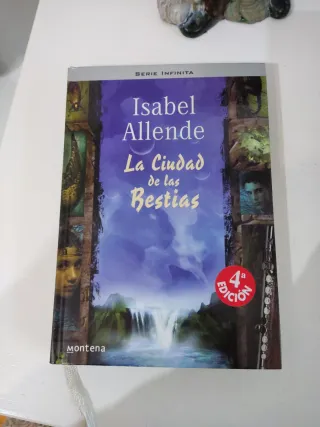 SERIE INFINITA
Isabel
Allende
La Ciudad
de las
Bestias
4ª
EDICIÓN
montena